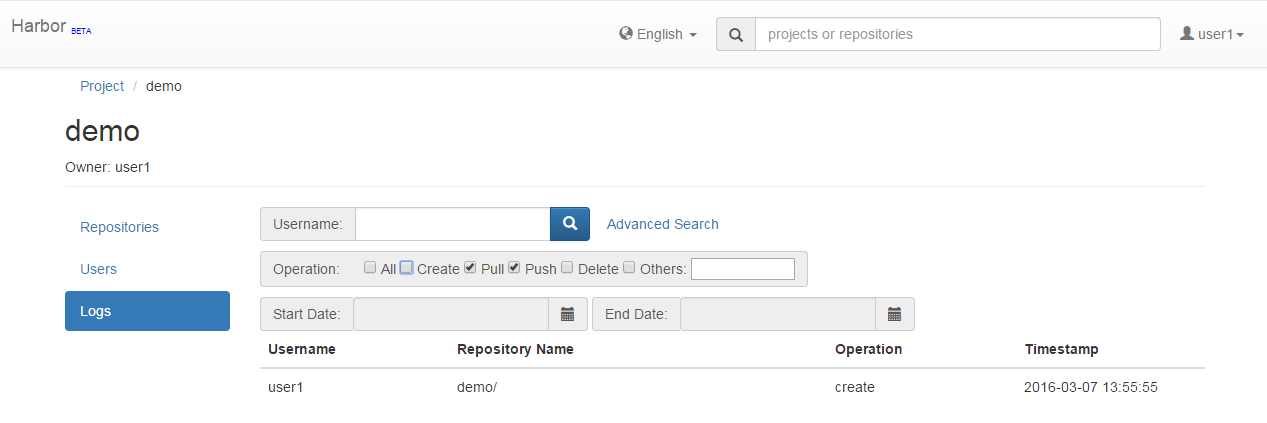 Harbor BETA English projects or repositories user1
Project / demo
demo
Owner: user1
Repositories
Users
Logs
Username: Advanced Search
Operation: All Create Pull Push Delete Others:
Start Date: End Date:
Username Repository Name Operation Timestamp
user1 demo/ create 2016-03-07 13:55:55